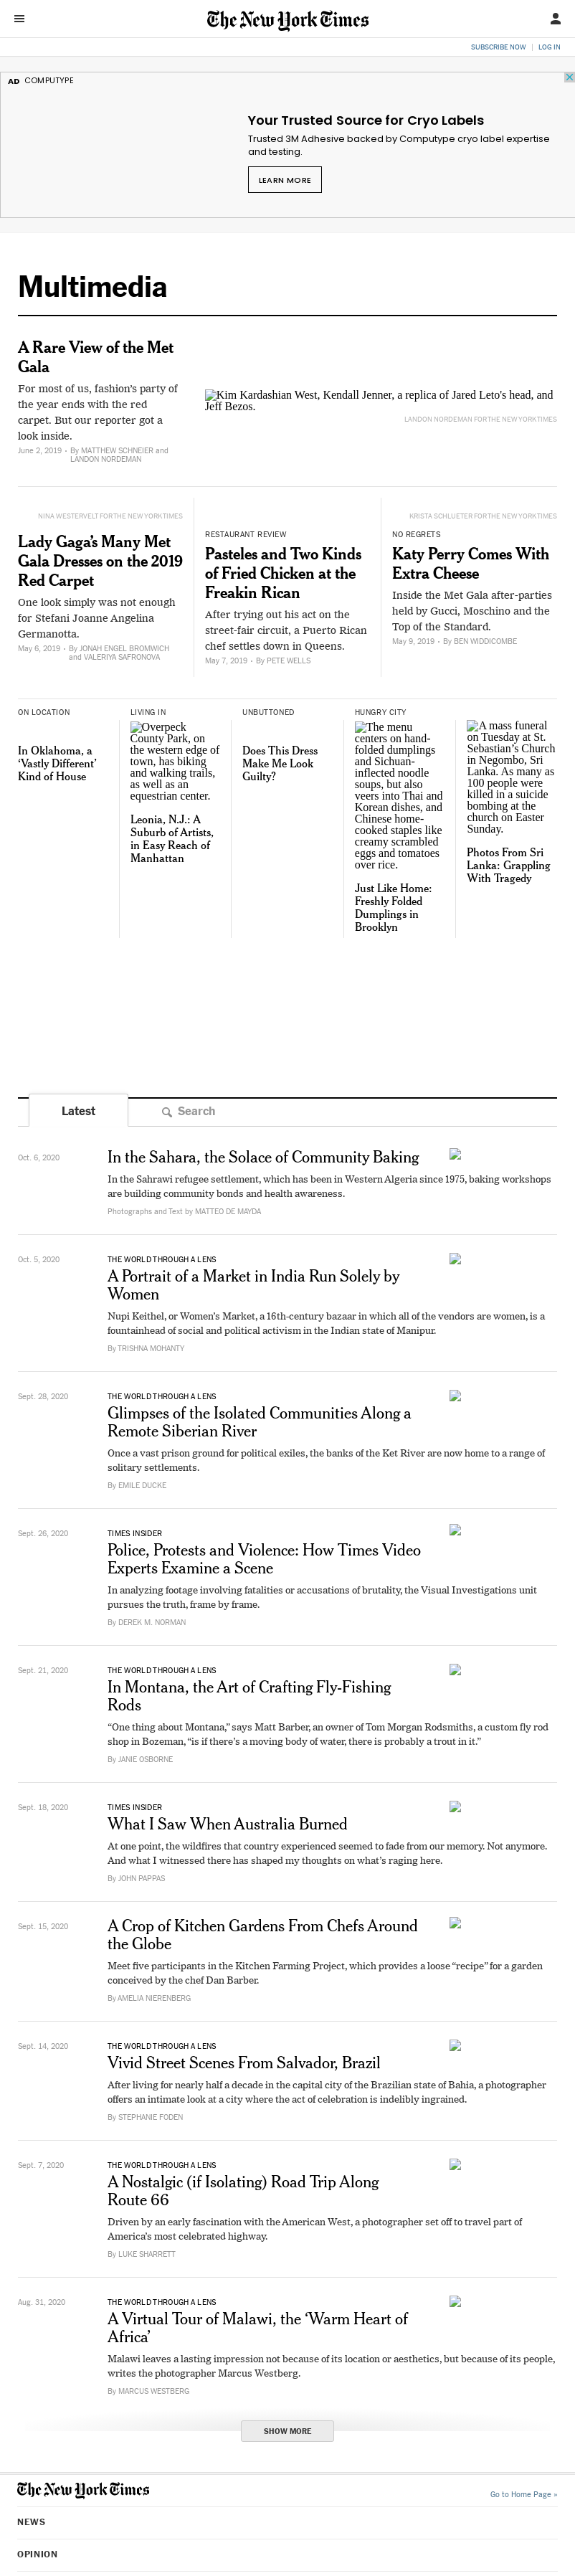 The New York Times
SUBSCRIBE NOW | LOG IN
AD COMPUTYPE
Your Trusted Source for Cryo Labels
Trusted 3M Adhesive backed by Computype cryo label expertise
and testing.
LEARN MORE
Multimedia
A Rare View of the Met
Gala
For most of us, fashion's party of
the year ends with the red
carpet. But our reporter got a
look inside.
June 2, 2019 • By MATTHEW SCHNEIER and
LANDON NORDEMAN
Kim Kardashian West, Kendall Jenner, a replica of Jared Leto's head, and
Jeff Bezos.
LANDON NORDEMAN FOR THE NEW YORK TIMES
NINA WESTERVELT FOR THE NEW YORK TIMES
Lady Gaga's Many Met
Gala Dresses on the 2019
Red Carpet
One look simply was not enough
for Stefani Joanne Angelina
Germanotta.
May 6, 2019 • By JONAH ENGEL BROMWICH
and VALERIYA SAFRONOVA
RESTAURANT REVIEW
Pasteles and Two Kinds
of Fried Chicken at the
Freakin Rican
After trying out his act on the
street-fair circuit, a Puerto Rican
chef settles down in Queens.
May 7, 2019 • By PETE WELLS
KRISTA SCHLUETER FOR THE NEW YORK TIMES
NO REGRETS
Katy Perry Comes With
Extra Cheese
Inside the Met Gala after-parties
held by Gucci, Moschino and the
Top of the Standard.
May 9, 2019 • By BEN WIDDICOMBE
ON LOCATION
In Oklahoma, a
‘Vastly Different’
Kind of House
LIVING IN
Overpeck
County Park, on
the western edge of
town, has biking
and walking trails,
as well as an
equestrian center.
Leonia, N.J.: A
Suburb of Artists,
in Easy Reach of
Manhattan
UNBUTTONED
Does This Dress
Make Me Look
Guilty?
HUNGRY CITY
The menu
centers on hand-
folded dumplings
and Sichuan-
inflected noodle
soups, but also
veers into Thai and
Korean dishes, and
Chinese home-
cooked staples like
creamy scrambled
eggs and tomatoes
over rice.
Just Like Home:
Freshly Folded
Dumplings in
Brooklyn
A mass funeral
on Tuesday at St.
Sebastian’s Church
in Negombo, Sri
Lanka. As many as
100 people were
killed in a suicide
bombing at the
church on Easter
Sunday.
Photos From Sri
Lanka: Grappling
With Tragedy
Latest
Search
Oct. 6, 2020
In the Sahara, the Solace of Community Baking
In the Sahrawi refugee settlement, which has been in Western Algeria since 1975, baking workshops
are building community bonds and health awareness.
Photographs and Text by MATTEO DE MAYDA
Oct. 5, 2020
THE WORLD THROUGH A LENS
A Portrait of a Market in India Run Solely by
Women
Nupi Keithel, or Women's Market, a 16th-century bazaar in which all of the vendors are women, is a
fountainhead of social and political activism in the Indian state of Manipur.
By TRISHNA MOHANTY
Sept. 28, 2020
THE WORLD THROUGH A LENS
Glimpses of the Isolated Communities Along a
Remote Siberian River
Once a vast prison ground for political exiles, the banks of the Ket River are now home to a range of
solitary settlements.
By EMILE DUCKE
Sept. 26, 2020
TIMES INSIDER
Police, Protests and Violence: How Times Video
Experts Examine a Scene
In analyzing footage involving fatalities or accusations of brutality, the Visual Investigations unit
pursues the truth, frame by frame.
By DEREK M. NORMAN
Sept. 21, 2020
THE WORLD THROUGH A LENS
In Montana, the Art of Crafting Fly-Fishing
Rods
“One thing about Montana,” says Matt Barber, an owner of Tom Morgan Rodsmiths, a custom fly rod
shop in Bozeman, “is if there’s a moving body of water, there is probably a trout in it.”
By JANIE OSBORNE
Sept. 18, 2020
TIMES INSIDER
What I Saw When Australia Burned
At one point, the wildfires that country experienced seemed to fade from our memory. Not anymore.
And what I witnessed there has shaped my thoughts on what’s raging here.
By JOHN PAPPAS
Sept. 15, 2020
A Crop of Kitchen Gardens From Chefs Around
the Globe
Meet five participants in the Kitchen Farming Project, which provides a loose “recipe” for a garden
conceived by the chef Dan Barber.
By AMELIA NIERENBERG
Sept. 14, 2020
THE WORLD THROUGH A LENS
Vivid Street Scenes From Salvador, Brazil
After living for nearly half a decade in the capital city of the Brazilian state of Bahia, a photographer
offers an intimate look at a city where the act of celebration is indelibly ingrained.
By STEPHANIE FODEN
Sept. 7, 2020
THE WORLD THROUGH A LENS
A Nostalgic (if Isolating) Road Trip Along
Route 66
Driven by an early fascination with the American West, a photographer set off to travel part of
America’s most celebrated highway.
By LUKE SHARRETT
Aug. 31, 2020
THE WORLD THROUGH A LENS
A Virtual Tour of Malawi, the ‘Warm Heart of
Africa’
Malawi leaves a lasting impression not because of its location or aesthetics, but because of its people,
writes the photographer Marcus Westberg.
By MARCUS WESTBERG
SHOW MORE
The New York Times
Go to Home Page »
NEWS
OPINION